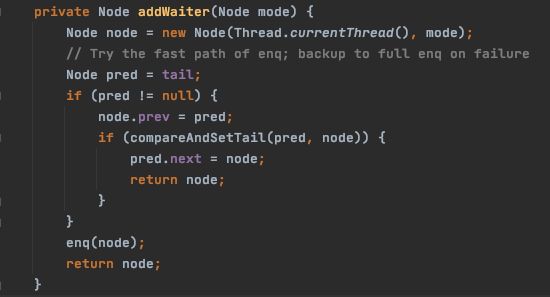 private Node addWaiter(Node mode) {
    Node node = new Node(Thread.currentThread(), mode);
    // Try the fast path of enq; backup to full enq on failure
    Node pred = tail;
    if (pred != null) {
        node.prev = pred;
        if (compareAndSetTail(pred, node)) {
            pred.next = node;
            return node;
        }
    }
    enq(node);
    return node;
}